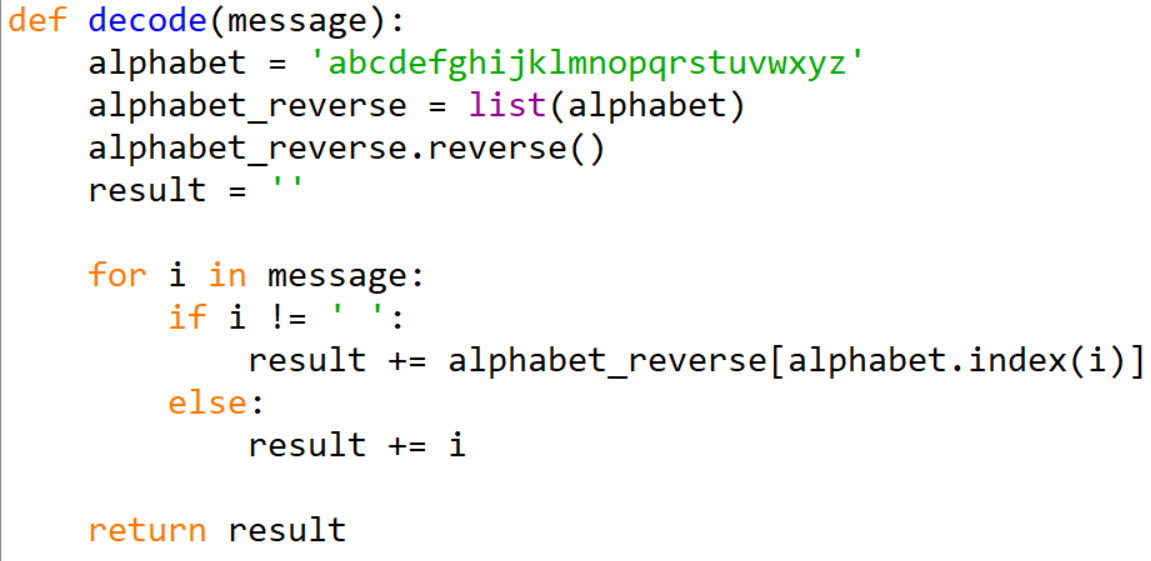 def decode(message):
    alphabet = 'abcdefghijklmnopqrstuvwxyz'
    alphabet_reverse = list(alphabet)
    alphabet_reverse.reverse()
    result = ''

    for i in message:
        if i != ' ':
            result += alphabet_reverse[alphabet.index(i)]
        else:
            result += i

    return result